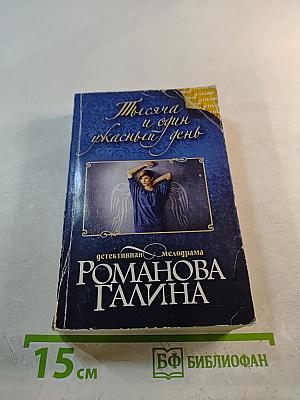 Тысяча
и один
ужасный день
детективная мелодрама
РОМАНОВА
ГАЛИНА
15 см
БФ БИБЛИОФАН